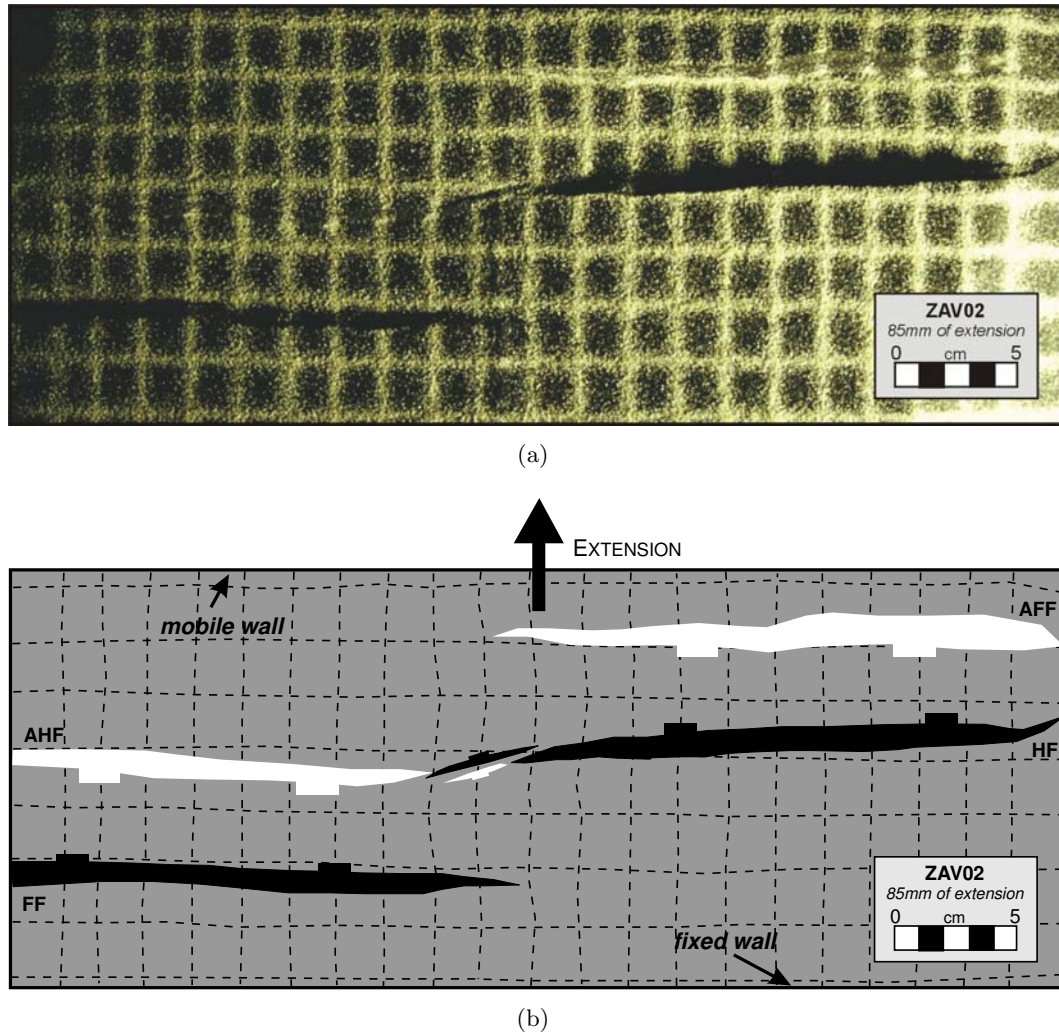 ZAV02
85mm of extension
0 cm 5
(a)
EXTENSION
mobile wall
AFF
AHF
HF
FF
ZAV02
85mm of extension
0 cm 5
fixed wall
(b)